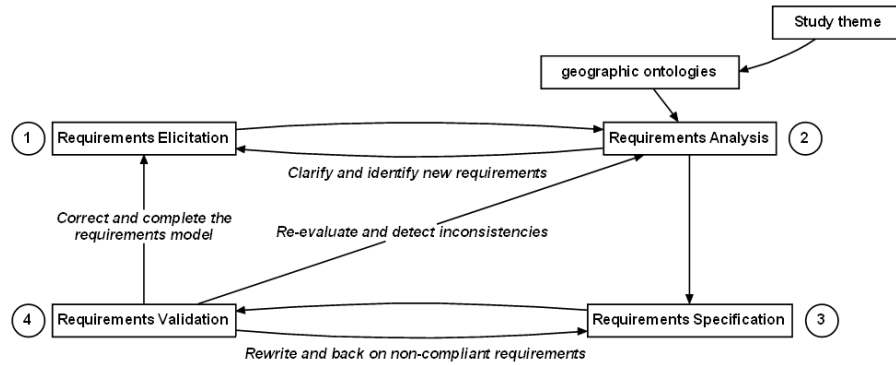 Study theme
geographic ontologies
1
Requirements Elicitation
Requirements Analysis
2
Clarify and identify new requirements
Correct and complete the
requirements model
Re-evaluate and detect inconsistencies
4
Requirements Validation
Requirements Specification
3
Rewrite and back on non-compliant requirements